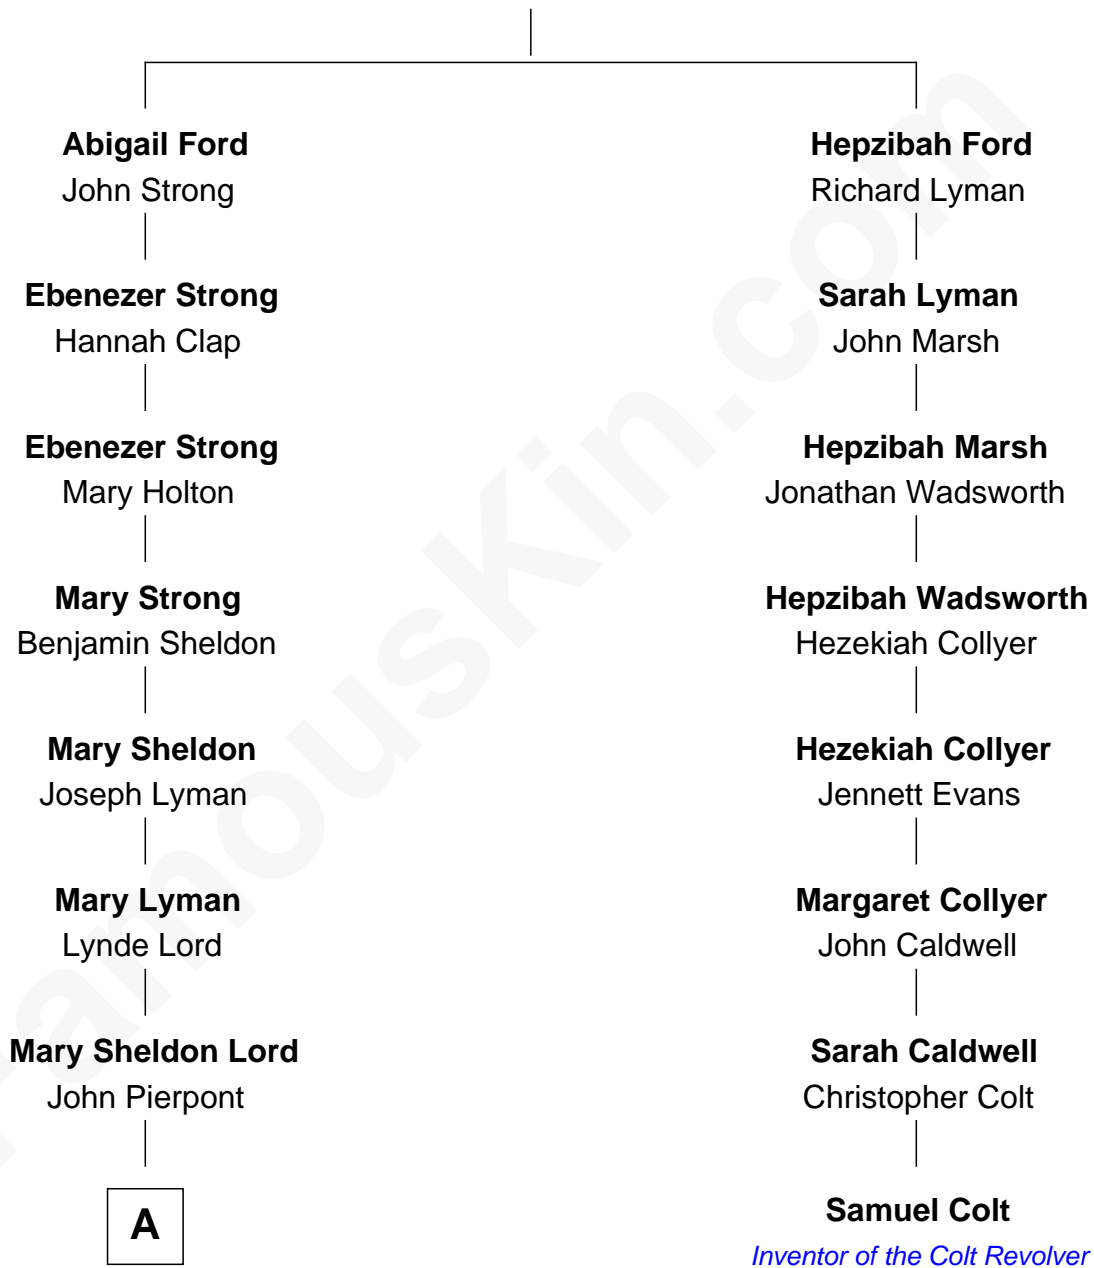 Abigail Ford
John Strong
Hepzibah Ford
Richard Lyman
Ebenezer Strong
Hannah Clap
Sarah Lyman
John Marsh
Ebenezer Strong
Mary Holton
Hepzibah Marsh
Jonathan Wadsworth
Mary Strong
Benjamin Sheldon
Hepzibah Wadsworth
Hezekiah Collyer
Mary Sheldon
Joseph Lyman
Hezekiah Collyer
Jennett Evans
Mary Lyman
Lynde Lord
Margaret Collyer
John Caldwell
Mary Sheldon Lord
John Pierpont
Sarah Caldwell
Christopher Colt
A
Samuel Colt
Inventor of the Colt Revolver
FamousKin.com